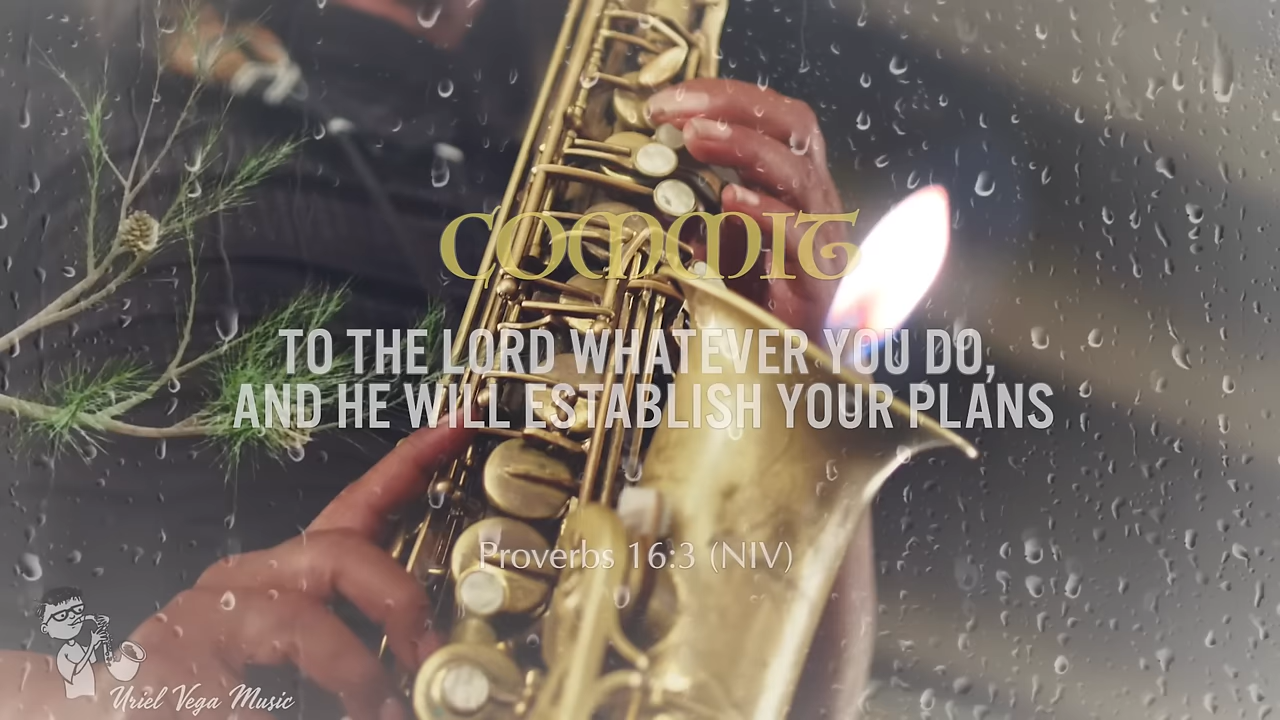 COMMIT
TO THE LORD WHATEVER YOU DO,
AND HE WILL ESTABLISH YOUR PLANS
Proverbs 16:3 (NIV)
Uriel Vega Music